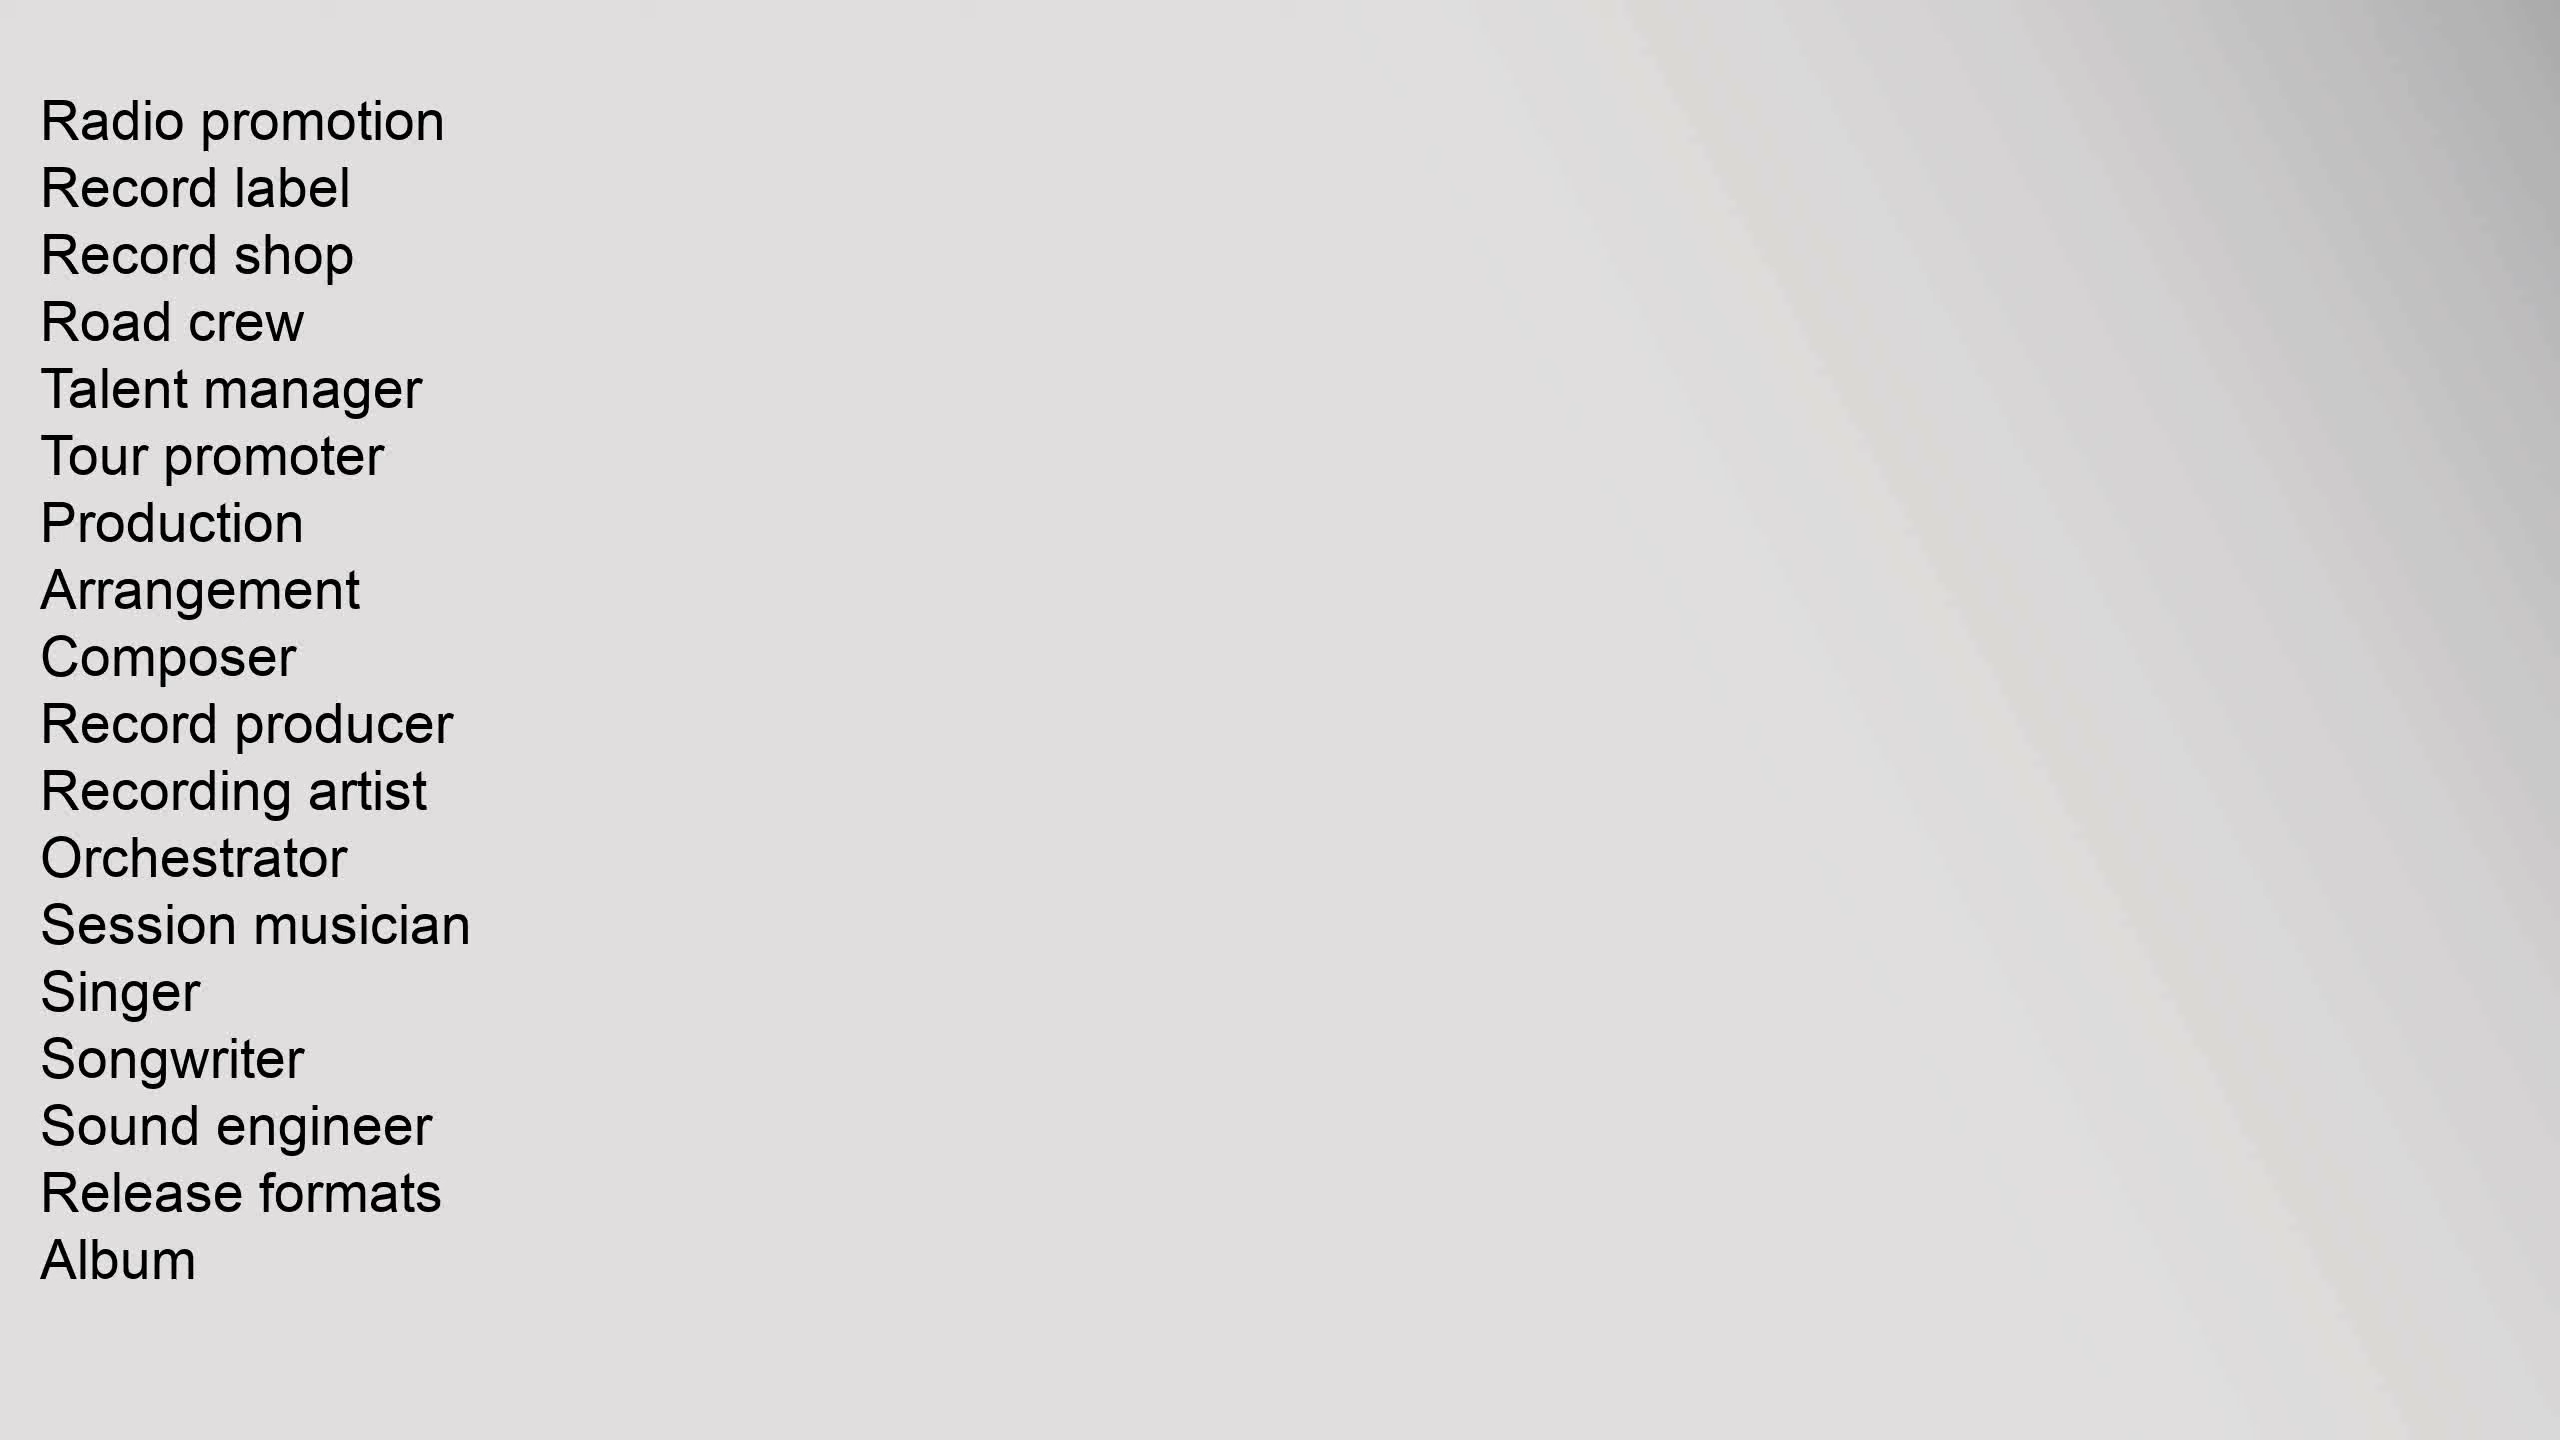 Radio promotion
Record label
Record shop
Road crew
Talent manager
Tour promoter
Production
Arrangement
Composer
Record producer
Recording artist
Orchestrator
Session musician
Singer
Songwriter
Sound engineer
Release formats
Album